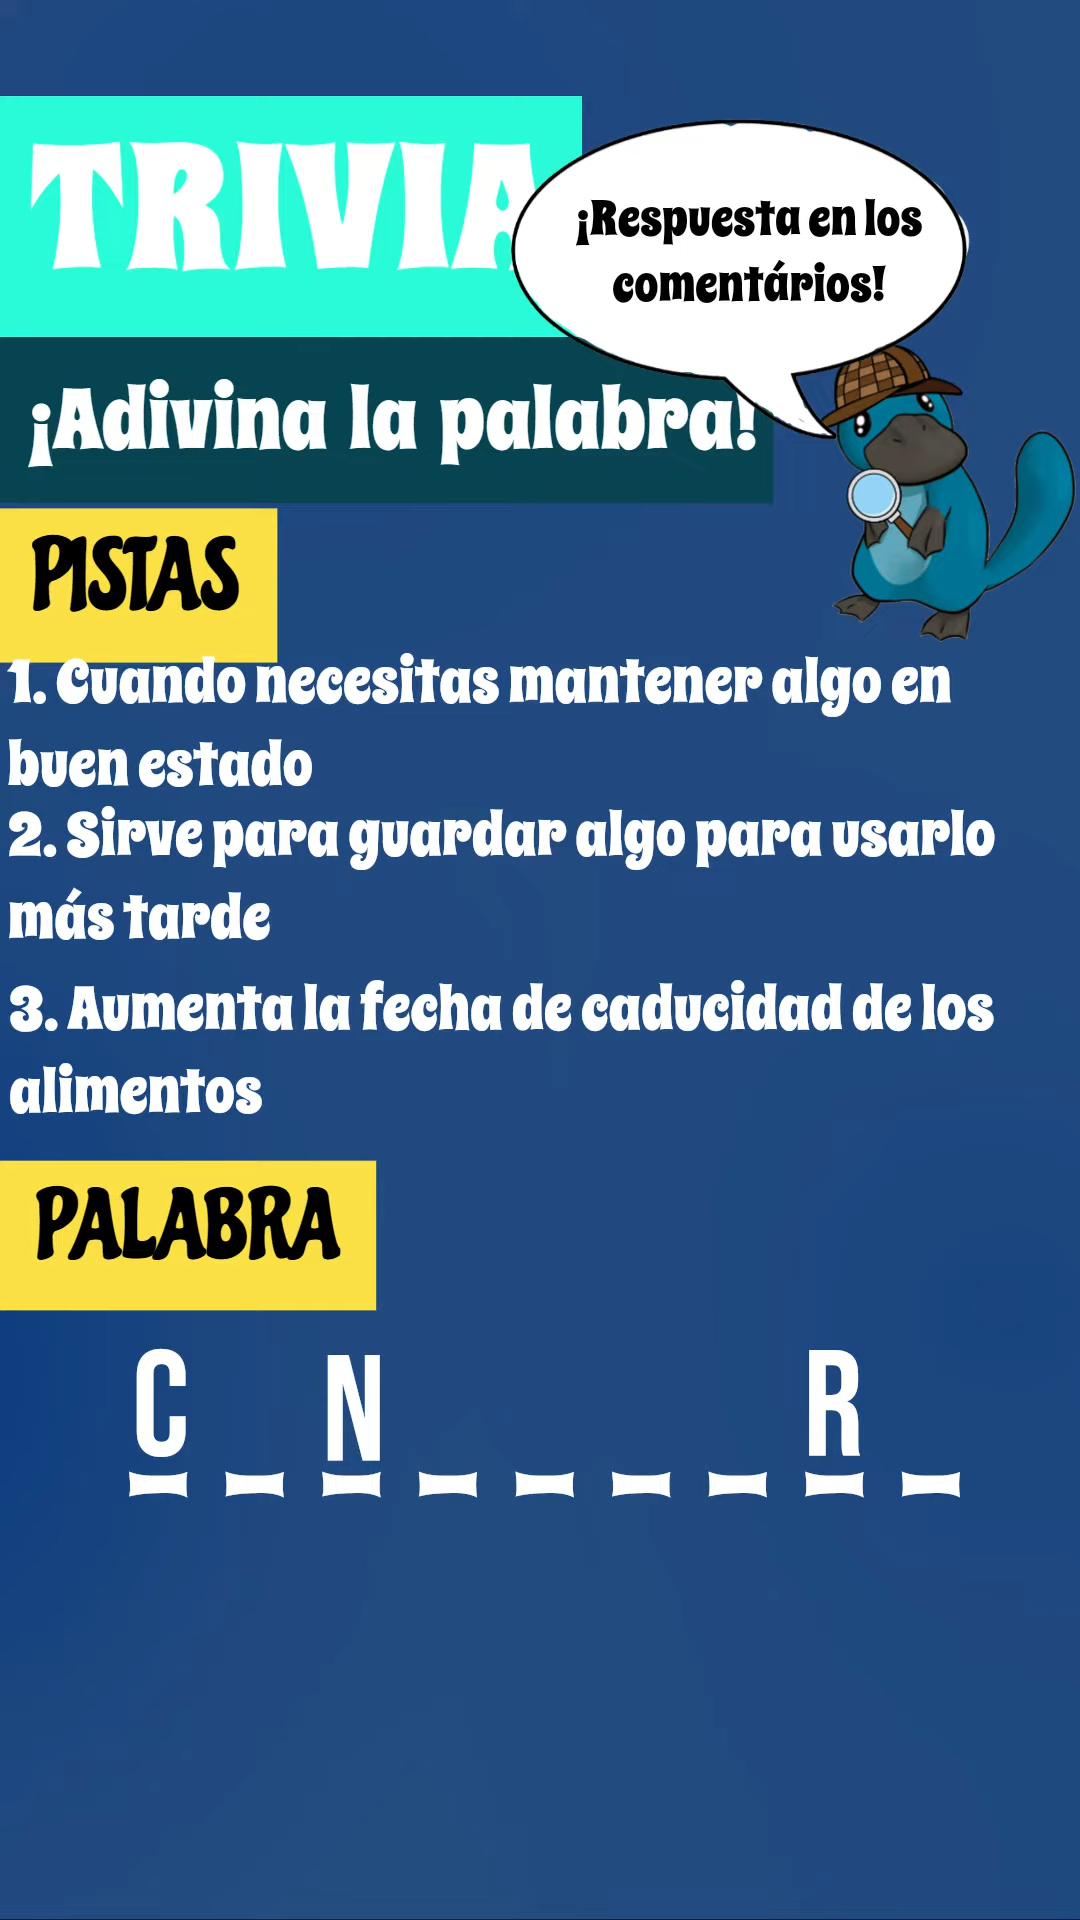 TRIVIA
¡Respuesta en los
comentários!
¡Adivina la palabra!
PISTAS
1. Cuando necesitas mantener algo en
buen estado
2. Sirve para guardar algo para usarlo
más tarde
3. Aumenta la fecha de caducidad de los
alimentos
PALABRA
C _ N _ _ _ _ R _